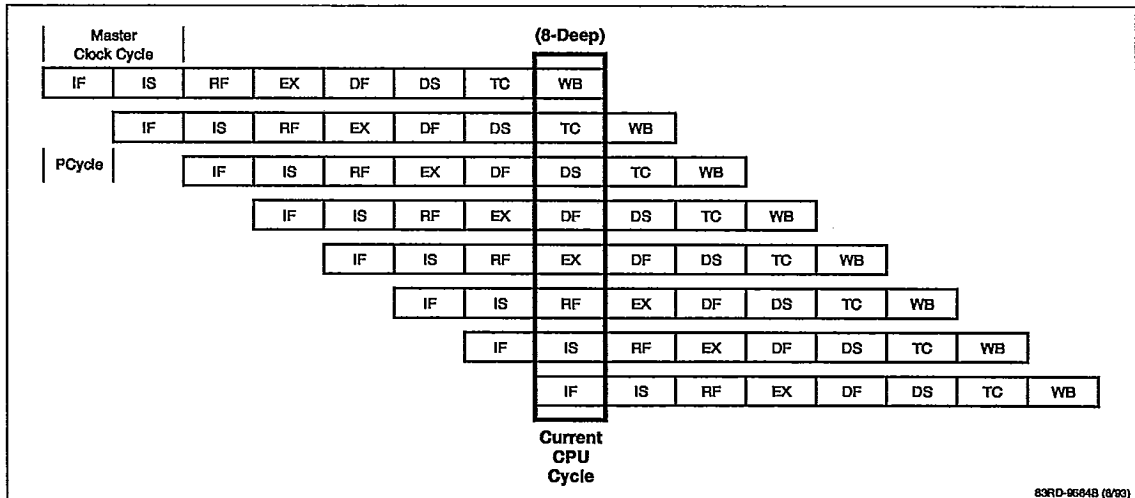 Master
Clock Cycle
(8-Deep)
IF IS RF EX DF DS TC WB
IF IS RF EX DF DS TC WB
PCycle
IF IS RF EX DF DS TC WB
IF IS RF EX DF DS TC WB
IF IS RF EX DF DS TC WB
IF IS RF EX DF DS TC WB
IF IS RF EX DF DS TC WB
IF IS RF EX DF DS TC WB
Current
CPU
Cycle
83RD-9564B (6/93)